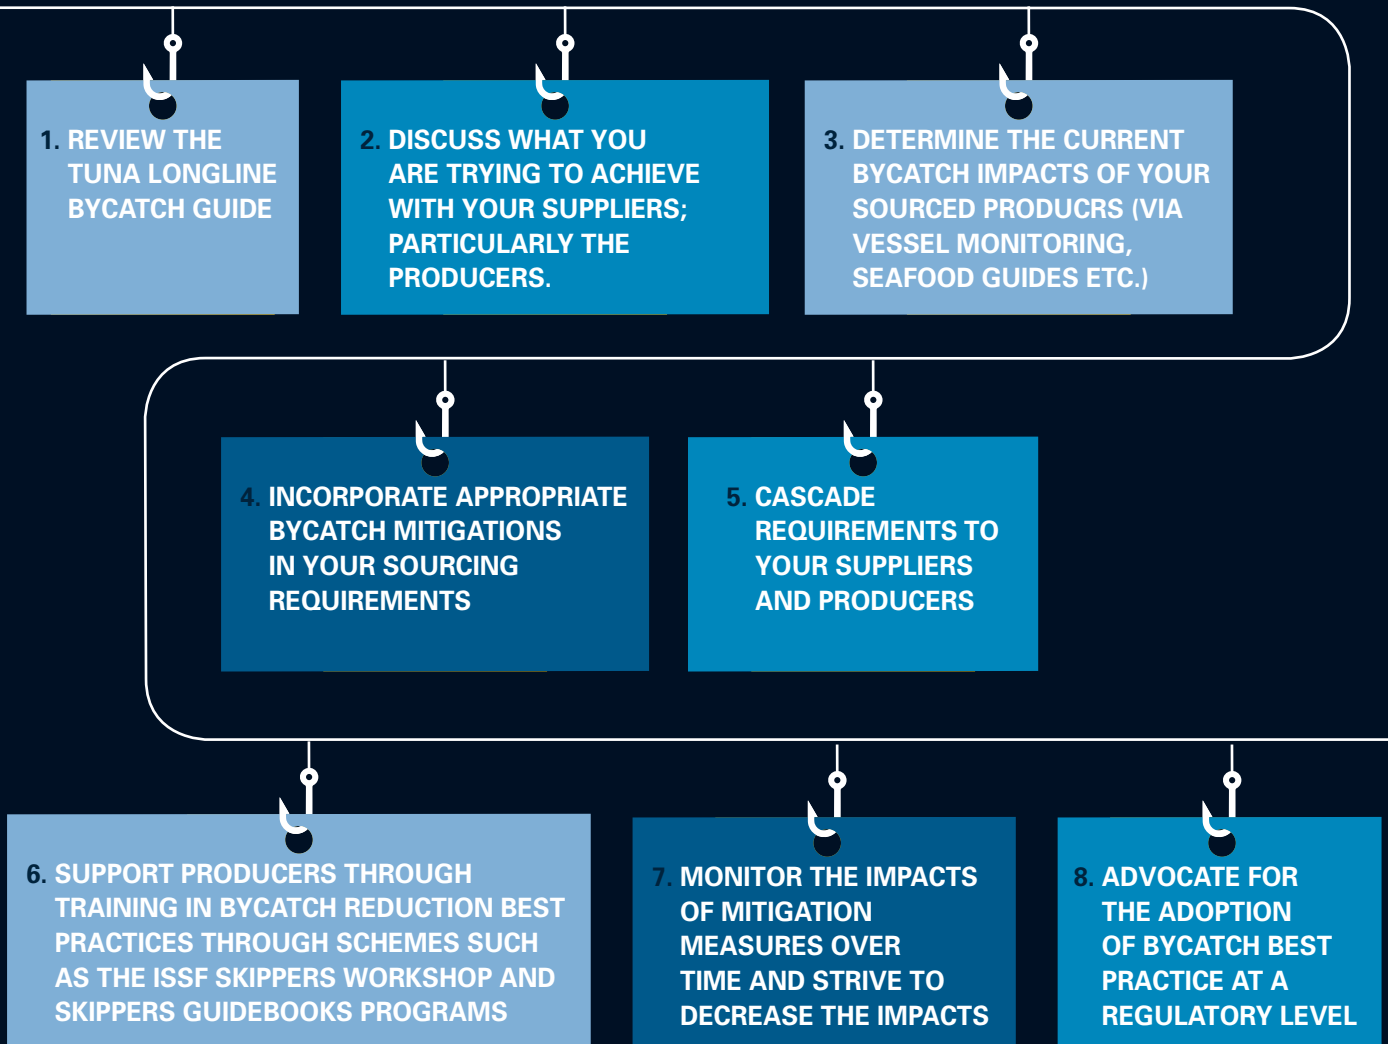 1. REVIEW THE
TUNA LONGLINE
BYCATCH GUIDE
2. DISCUSS WHAT YOU
ARE TRYING TO ACHIEVE
WITH YOUR SUPPLIERS;
PARTICULARLY THE
PRODUCERS.
3. DETERMINE THE CURRENT
BYCATCH IMPACTS OF YOUR
SOURCED PRODUCRS (VIA
VESSEL MONITORING,
SEAFOOD GUIDES ETC.)
4. INCORPORATE APPROPRIATE
BYCATCH MITIGATIONS
IN YOUR SOURCING
REQUIREMENTS
5. CASCADE
REQUIREMENTS TO
YOUR SUPPLIERS
AND PRODUCERS
6. SUPPORT PRODUCERS THROUGH
TRAINING IN BYCATCH REDUCTION BEST
PRACTICES THROUGH SCHEMES SUCH
AS THE ISSF SKIPPERS WORKSHOP AND
SKIPPERS GUIDEBOOKS PROGRAMS
7. MONITOR THE IMPACTS
OF MITIGATION
MEASURES OVER
TIME AND STRIVE TO
DECREASE THE IMPACTS
8. ADVOCATE FOR
THE ADOPTION
OF BYCATCH BEST
PRACTICE AT A
REGULATORY LEVEL